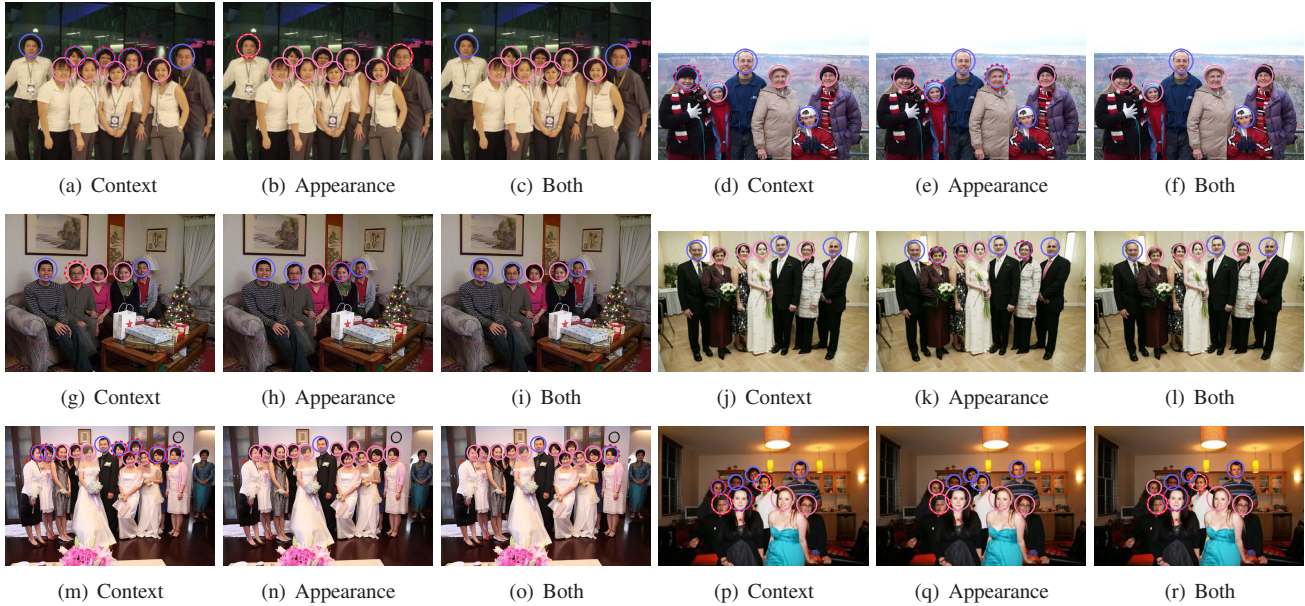 (a) Context (b) Appearance (c) Both (d) Context (e) Appearance (f) Both
(g) Context (h) Appearance (i) Both (j) Context (k) Appearance (l) Both
(m) Context (n) Appearance (o) Both (p) Context (q) Appearance (r) Both